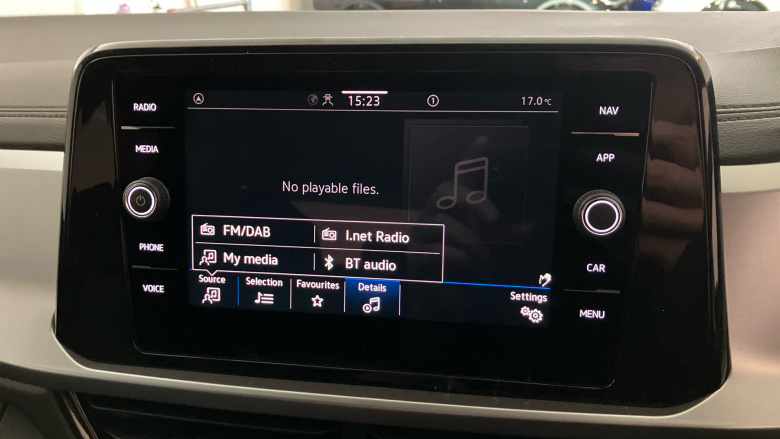 RADIO
MEDIA
PHONE
VOICE
15:23
1
17.0°C
No playable files.
FM/DAB
I.net Radio
My media
BT audio
Source
Selection
Favourites
Details
Settings
NAV
APP
CAR
MENU